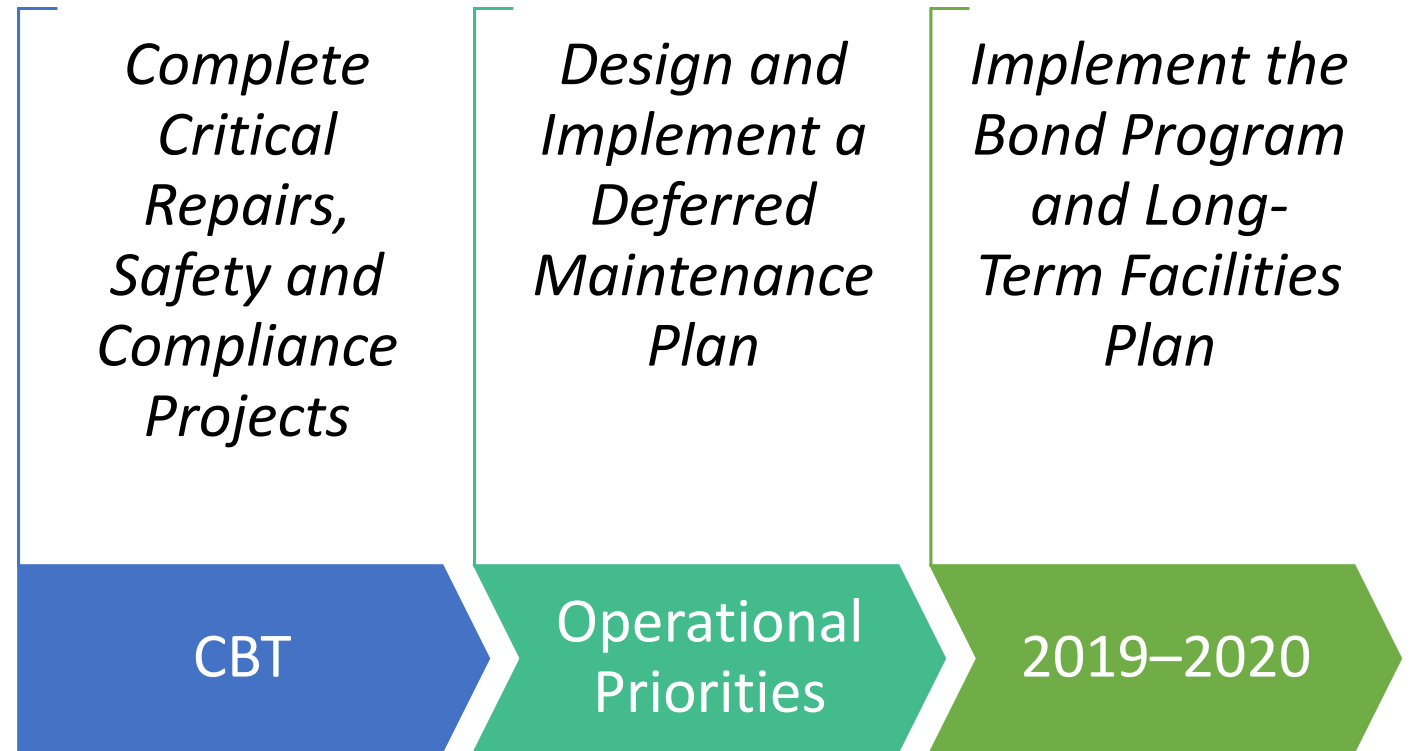 Complete
Critical
Repairs,
Safety and
Compliance
Projects
Design and
Implement a
Deferred
Maintenance
Plan
Implement the
Bond Program
and Long-
Term Facilities
Plan
CBT
Operational
Priorities
2019–2020